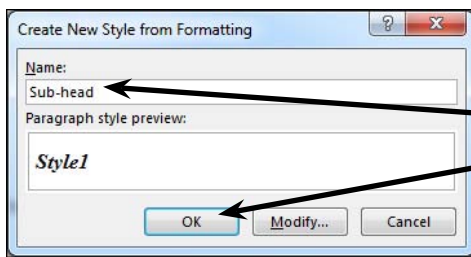 Create New Style from Formatting
?
Name:
Sub-head
Paragraph style preview:
Style1
OK
Modify...
Cancel